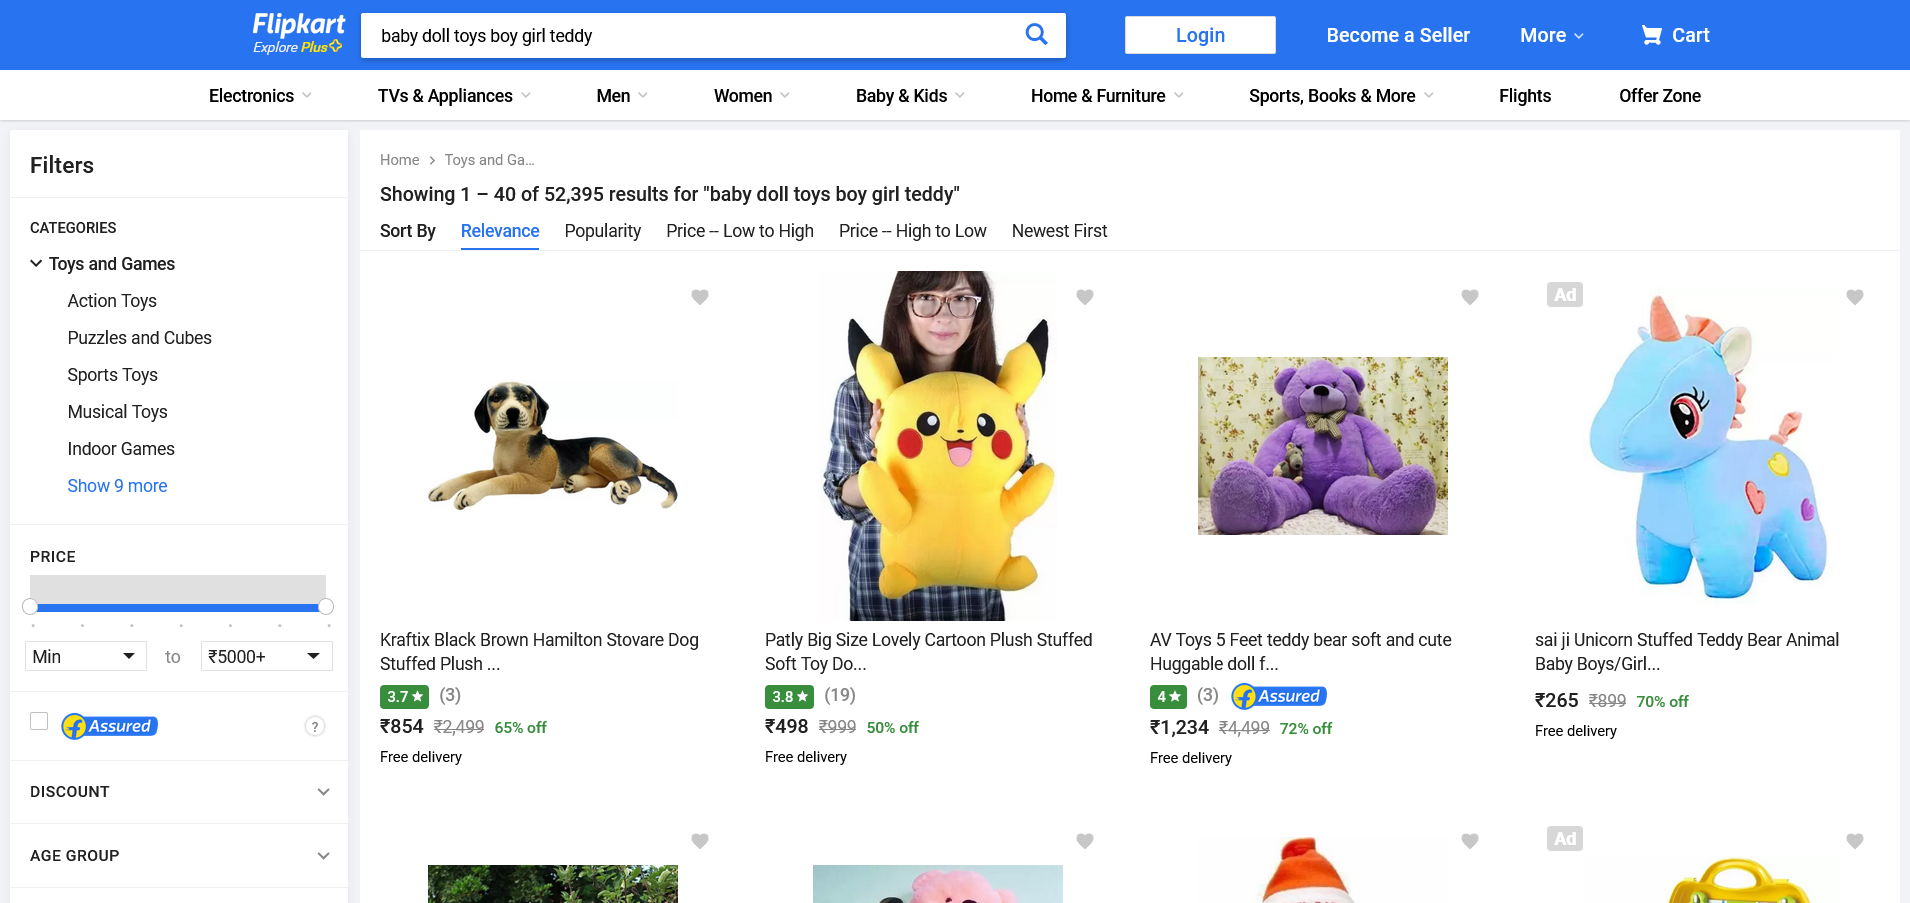 Flipkart
Explore Plus
baby doll toys boy girl teddy
Login
Become a Seller
More
Cart
Electronics
TVs & Appliances
Men
Women
Baby & Kids
Home & Furniture
Sports, Books & More
Flights
Offer Zone
Filters
CATEGORIES
Toys and Games
Action Toys
Puzzles and Cubes
Sports Toys
Musical Toys
Indoor Games
Show 9 more
PRICE
Min
to
₹5000+
Assured
?
DISCOUNT
AGE GROUP
Home
Toys and Ga...
Showing 1 – 40 of 52,395 results for "baby doll toys boy girl teddy"
Sort By
Relevance
Popularity
Price -- Low to High
Price -- High to Low
Newest First
Kraftix Black Brown Hamilton Stovare Dog
Stuffed Plush ...
3.7 ★ (3)
₹854 ₹2,499 65% off
Free delivery
Patly Big Size Lovely Cartoon Plush Stuffed
Soft Toy Do...
3.8 ★ (19)
₹498 ₹999 50% off
Free delivery
AV Toys 5 Feet teddy bear soft and cute
Huggable doll f...
4 ★ (3) Assured
₹1,234 ₹4,499 72% off
Free delivery
Ad
sai ji Unicorn Stuffed Teddy Bear Animal
Baby Boys/Girl...
₹265 ₹899 70% off
Free delivery
Ad